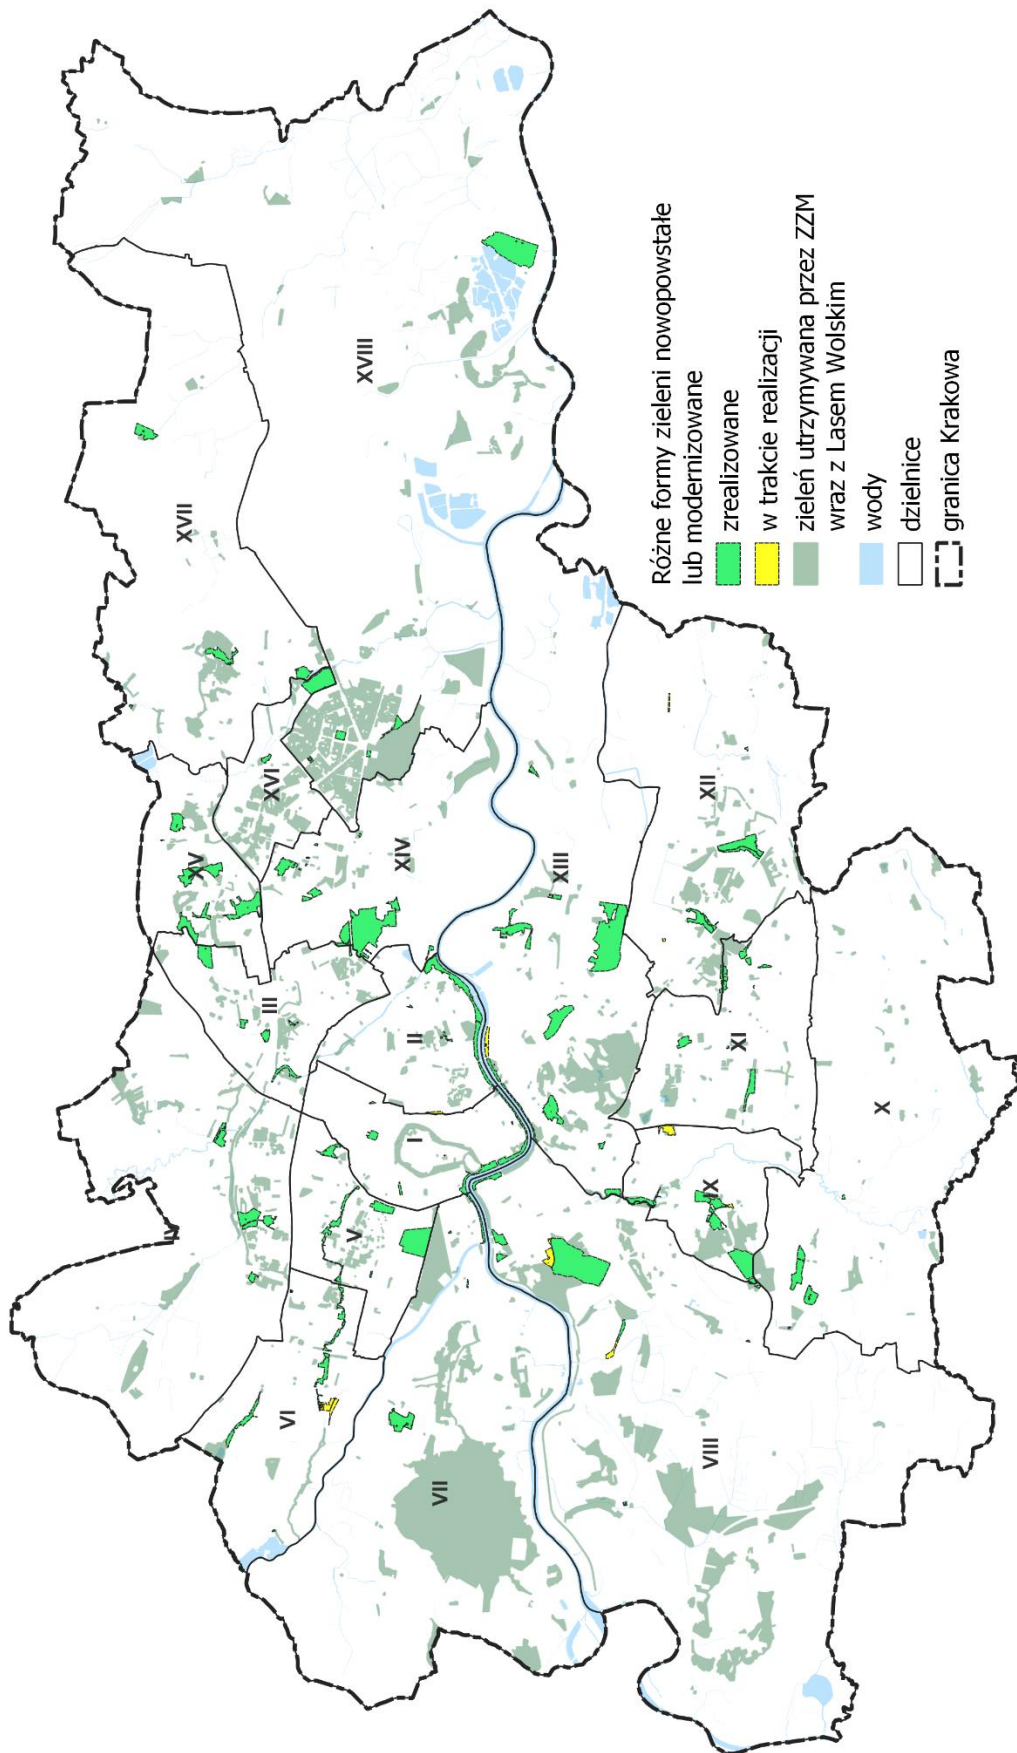 Różne formy zieleni nowopowstałe
lub modernizowane
zrealizowane
w trakcie realizacji
zieleń utrzymywana przez ZZM
wraz z Lasem Wolskim
wody
dzielnice
granica Krakowa
IV
XVII
XVIII
XV
XVI
XIV
III
VI
V
II
I
XIII
VII
XII
XI
IX
X
VIII